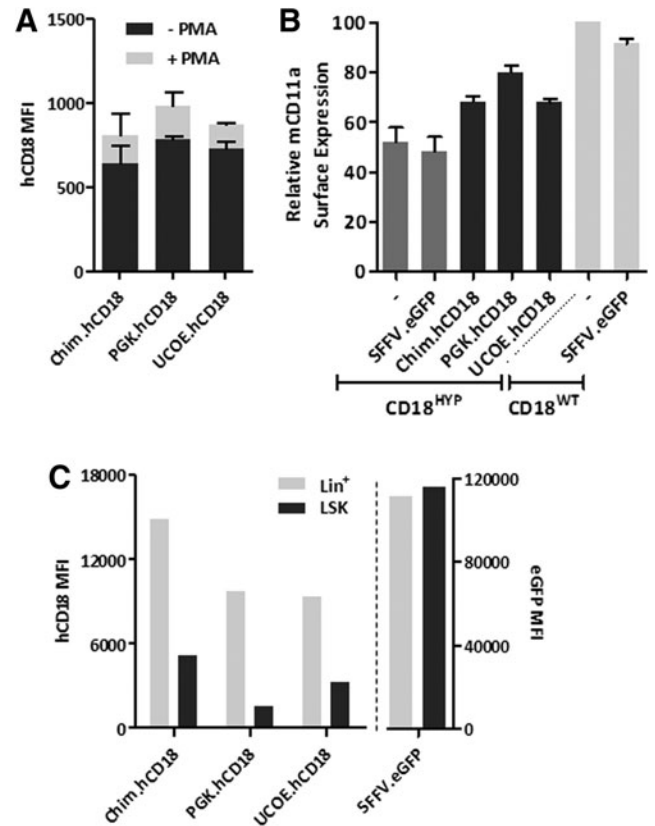 A
hCD18 MFI
1500
1000
500
0
- PMA
+ PMA
Chim.hCD18
PGK.hCD18
UCOE.hCD18
B
Relative mCD11a
Surface Expression
100
80
60
40
20
0
-
SFFV.eGFP
Chim.hCD18
PGK.hCD18
UCOE.hCD18
-
SFFV.eGFP
CD18HYP
CD18WT
C
hCD18 MFI
18000
12000
6000
0
Lin+
LSK
Chim.hCD18
PGK.hCD18
UCOE.hCD18
SFFV.eGFP
120000
80000
40000
0
eGFP MFI